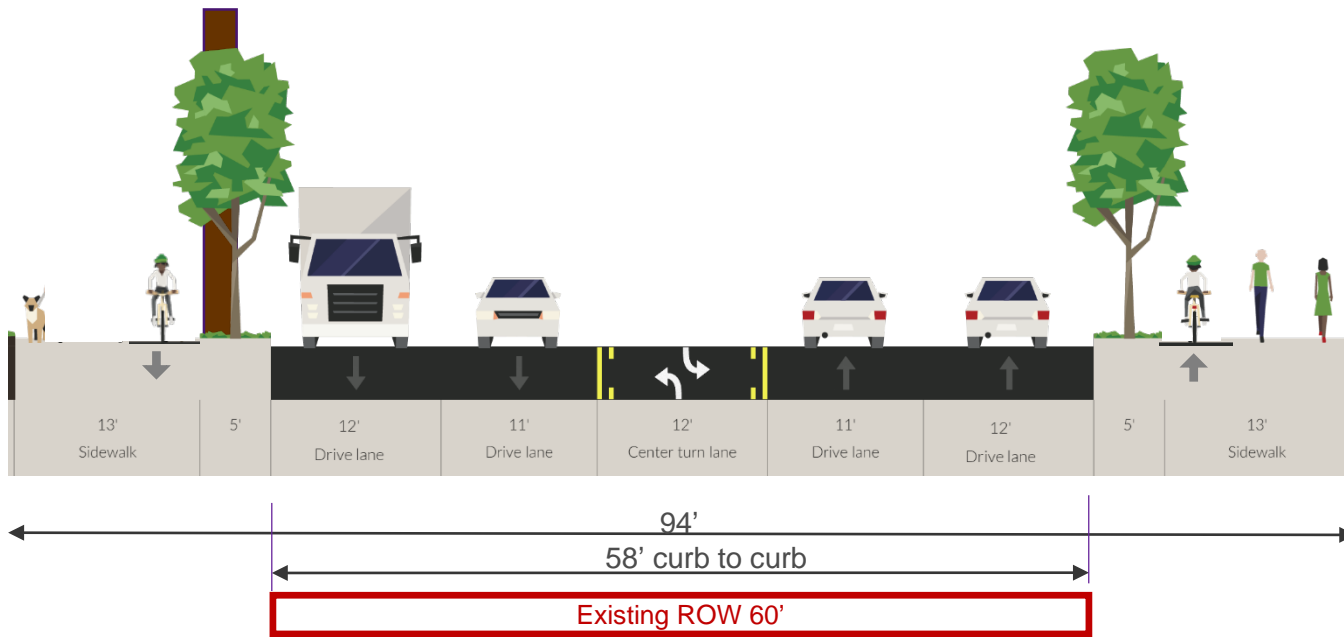 13' 5' 12' 11' 12' 11' 12' 5' 13'
Sidewalk Drive lane Drive lane Center turn lane Drive lane Drive lane Sidewalk
94’
58’ curb to curb
Existing ROW 60’